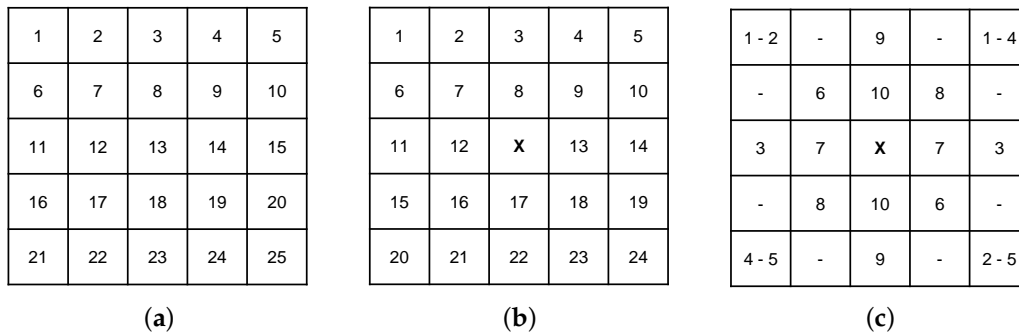 1 2 3 4 5
6 7 8 9 10
11 12 13 14 15
16 17 18 19 20
21 22 23 24 25
(a)
1 2 3 4 5
6 7 8 9 10
11 12 X 13 14
15 16 17 18 19
20 21 22 23 24
(b)
1 - 2 - 9 - 1 - 4
- 6 10 8 -
3 7 X 7 3
- 8 10 6 -
4 - 5 - 9 - 2 - 5
(c)